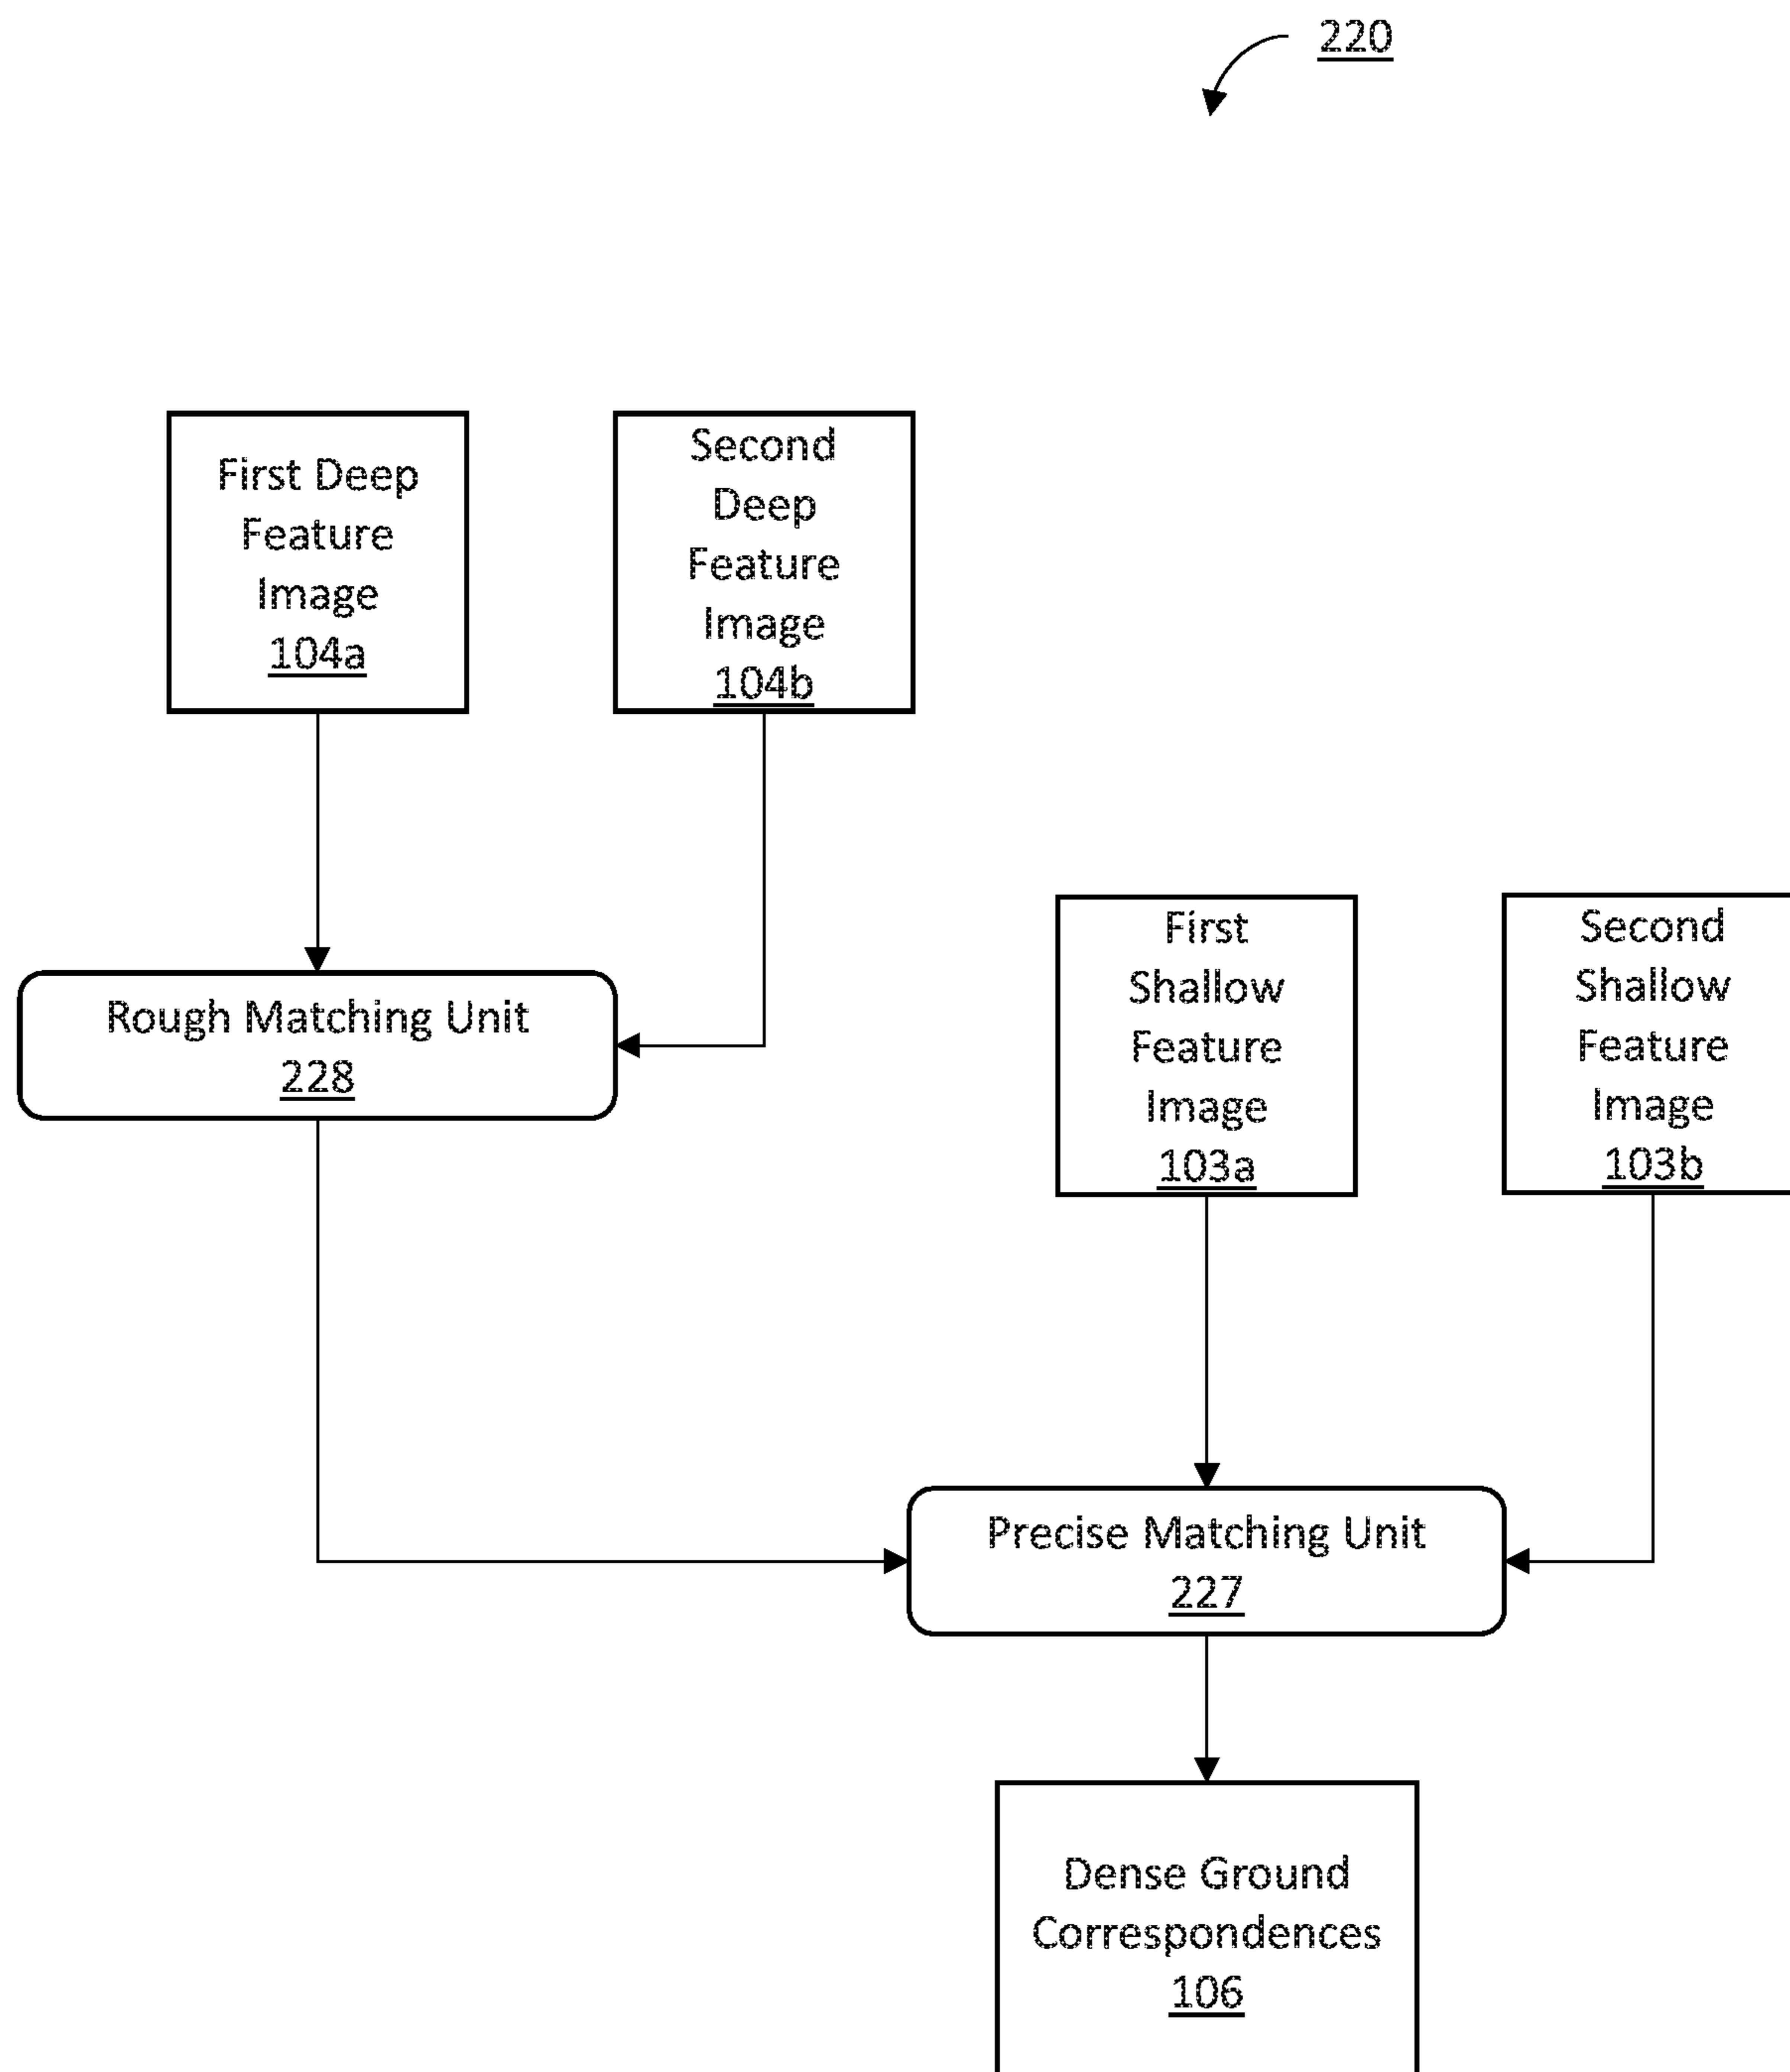 220
First Deep
Feature
Image
104a
Second
Deep
Feature
Image
104b
Rough Matching Unit
228
First
Shallow
Feature
Image
103a
Second
Shallow
Feature
Image
103b
Precise Matching Unit
227
Dense Ground
Correspondences
106